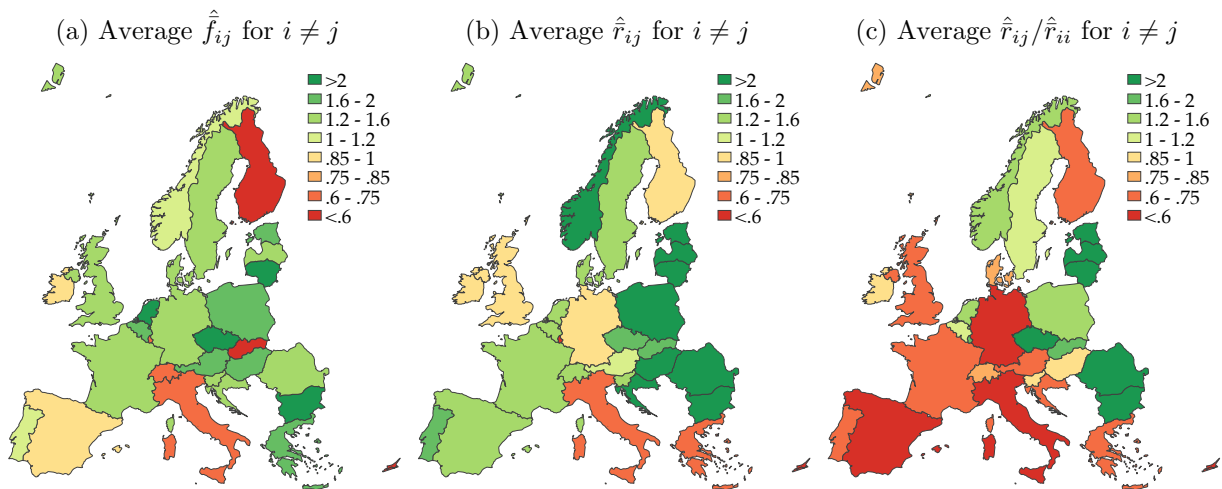 (a) Average $\hat{\bar{f}}_{ij}$ for $i \neq j$
>2
1.6 - 2
1.2 - 1.6
1 - 1.2
.85 - 1
.75 - .85
.6 - .75
<.6
(b) Average $\hat{\bar{r}}_{ij}$ for $i \neq j$
>2
1.6 - 2
1.2 - 1.6
1 - 1.2
.85 - 1
.75 - .85
.6 - .75
<.6
(c) Average $\hat{\bar{r}}_{ij}/\hat{\bar{r}}_{ii}$ for $i \neq j$
>2
1.6 - 2
1.2 - 1.6
1 - 1.2
.85 - 1
.75 - .85
.6 - .75
<.6